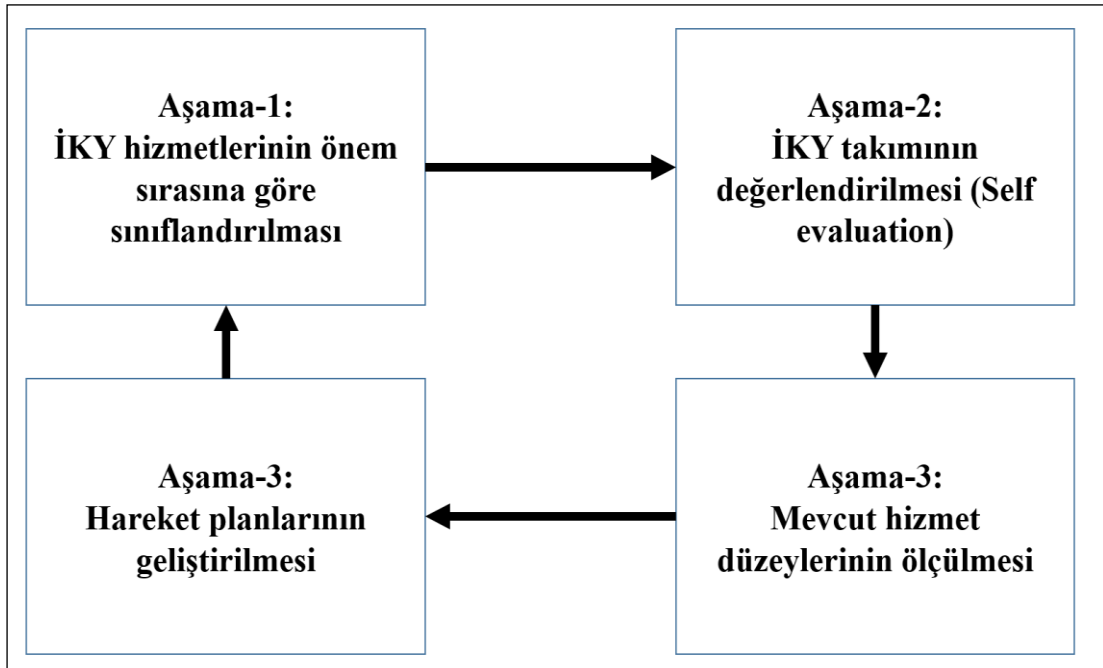 Aşama-1:
İKY hizmetlerinin önem
sırasına göre
sınıflandırılması
Aşama-2:
İKY takımının
değerlendirilmesi (Self
evaluation)
Aşama-3:
Mevcut hizmet
düzeylerinin ölçülmesi
Aşama-3:
Hareket planlarının
geliştirilmesi